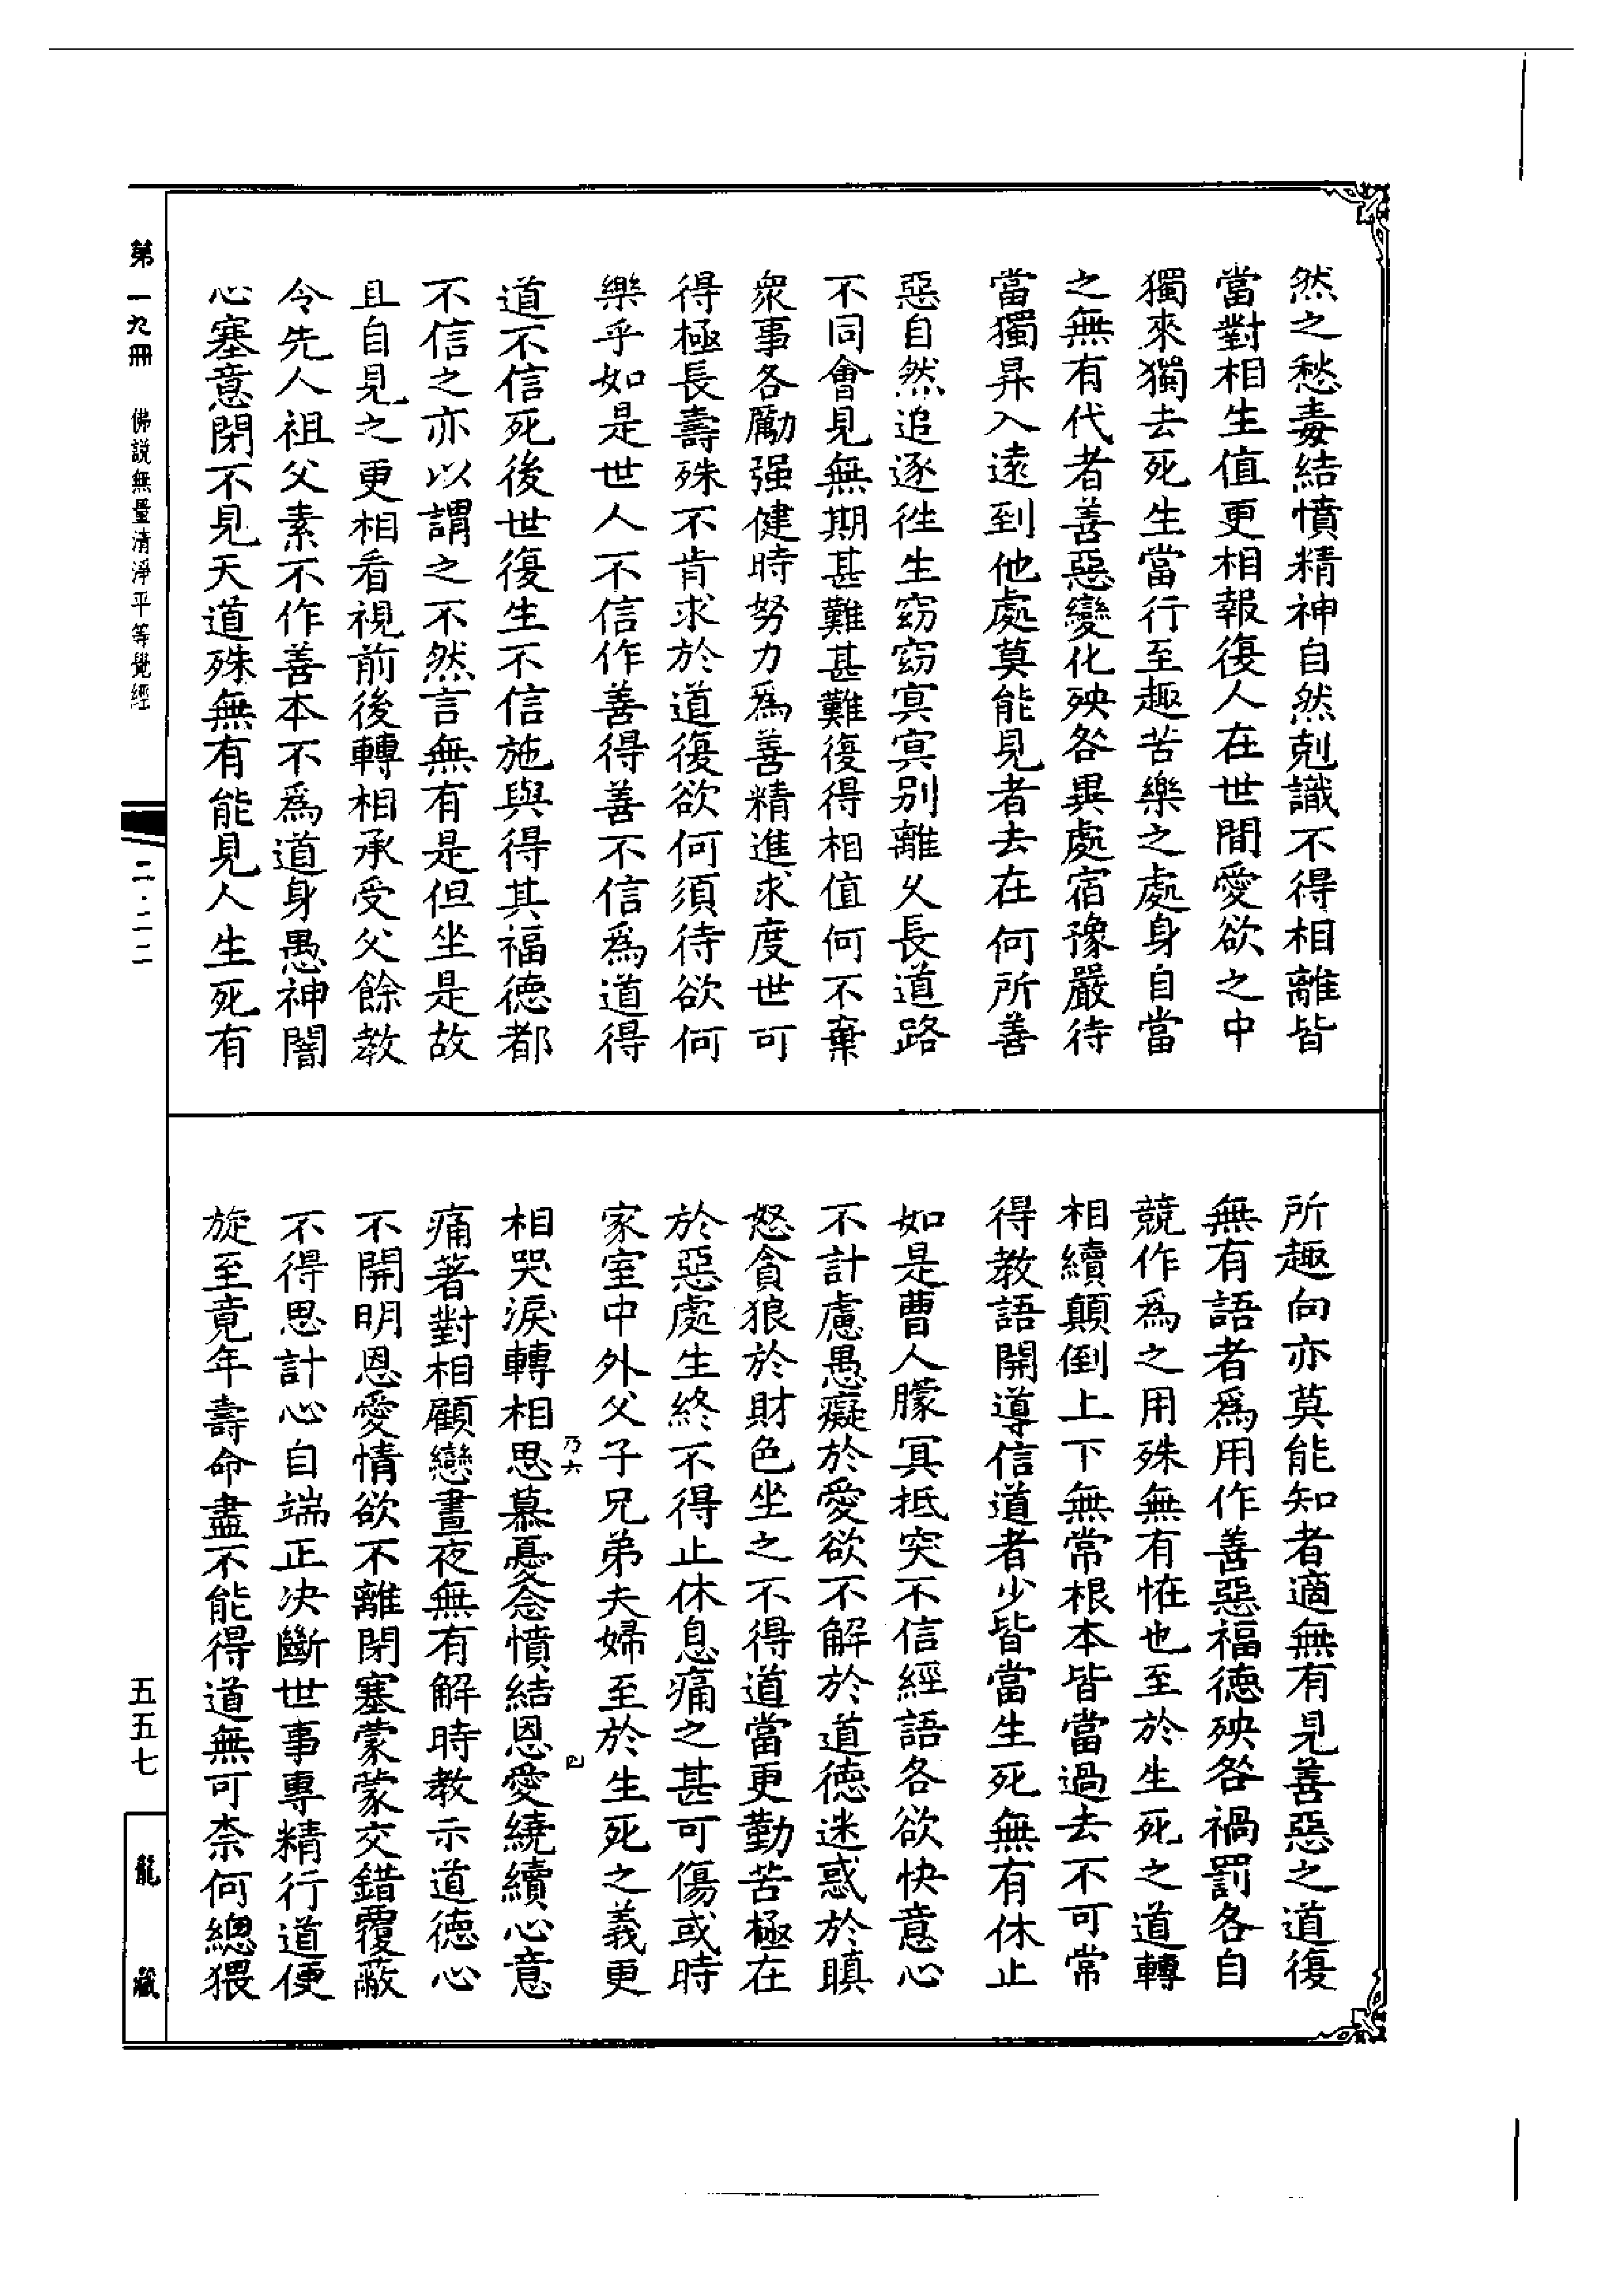 然之愁毒結憒精神自然剋識不得相離皆
當對相生值更相報復人在世間愛欲之中
獨來獨去死生當行至趣苦樂之處身自當
之無有代者善惡變化殃咎異處宿豫嚴待
當獨昇入遠到他處莫能見者去在何所善
惡自然追逐徃生窈窈冥冥别離乆長道路
不同會見無期甚難甚難復得相值何不棄
衆事各勵强健時努力為善精進求度世可
得極長壽殊不肯求於道復欲何須待欲何
樂乎如是世人不信作善得善不信爲道得
道不信死後世復生不信施與得其福德都
不信之亦以謂之不然言無有是但坐是故
且自見之更相看視前後轉相承受父餘教
令先人祖父素不作善本不爲道身愚神闇
心塞意閉不見天道殊無有能見人生死有
所趣向亦莫能知者適無有見善惡之道復
無有語者爲用作善惡福德殃咎禍罰各自
競作爲之用殊無有恠也至於生死之道轉
相續顛倒上下無常根本皆當過去不可常
得教語開導信道者少皆當生死無有休止
如是曹人朦冥抵突不信經語各欲快意心
不計慮愚癡於愛欲不解於道德迷惑於瞋
怒貪狼於財色坐之不得道當更勤苦極在
於惡處生終不得止休息痛之甚可傷或時
家室中外父子兄弟夫婦至於生死之義更
乃六
四
相哭淚轉相思慕憂念憤結恩愛繞續心意
痛著對相顧戀晝夜無有解時教示道德心
不開明恩愛情欲不離閉塞蒙蒙交錯覆蔽
不得思計心自端正决斷世事專精行道便
旋至竟年壽命盡不能得道無可柰何總猥
第一九冊 佛說無量清淨平等覺經
二·二二
五五七
龍藏